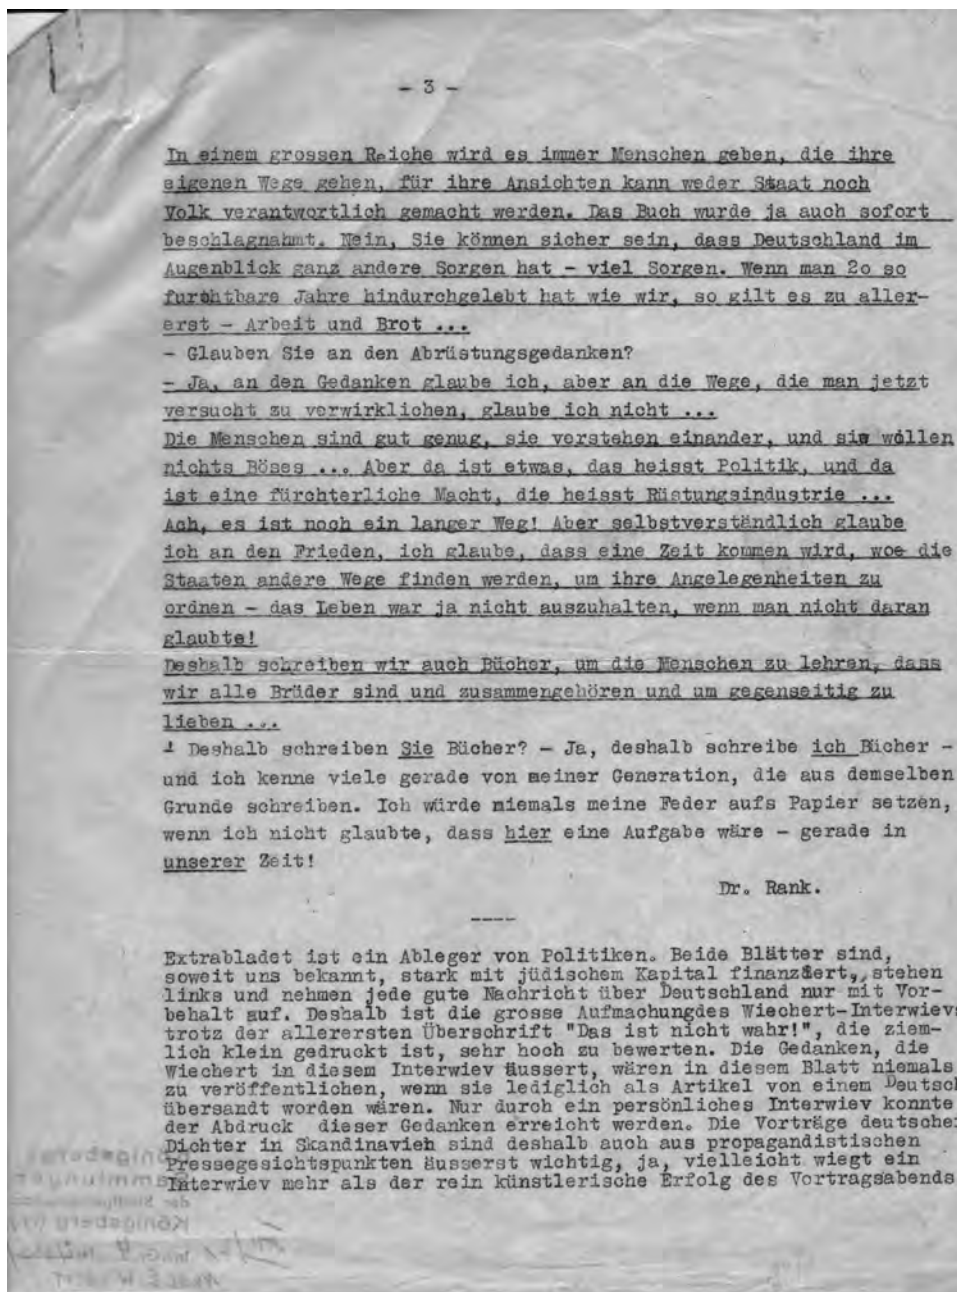 - 3 -
In einem grossen Reiche wird es immer Menschen geben, die ihre
eigenen Wege gehen, für ihre Ansichten kann weder Staat noch
Volk verantwortlich gemacht werden. Das Buch wurde ja auch sofort
beschlagnahmt. Nein, Sie können sicher sein, dass Deutschland im
Augenblick ganz andere Sorgen hat - viel Sorgen. Wenn man 2o so
furchtbare Jahre hindurchgelebt hat wie wir, so gilt es zu aller-
erst - Arbeit und Brot ...
- Glauben Sie an den Abrüstungsgedanken?
- Ja, an den Gedanken glaube ich, aber an die Wege, die man jetzt
versucht zu verwirklichen, glaube ich nicht ...
Die Menschen sind gut genug, sie verstehen einander, und sie wollen
nichts Böses ... Aber da ist etwas, das heisst Politik, und da
ist eine fürchterliche Macht, die heisst Rüstungsindustrie ...
Ach, es ist noch ein langer Weg! Aber selbstverständlich glaube
ich an den Frieden, ich glaube, dass eine Zeit kommen wird, wo die
Staaten andere Wege finden werden, um ihre Angelegenheiten zu
ordnen - das Leben war ja nicht auszuhalten, wenn man nicht daran
glaubte!
Deshalb schreiben wir auch Bücher, um die Menschen zu lehren, dass
wir alle Brüder sind und zusammengehören und um gegenseitig zu
lieben ...
- Deshalb schreiben Sie Bücher? - Ja, deshalb schreibe ich Bücher -
und ich kenne viele gerade von meiner Generation, die aus demselben
Grunde schreiben. Ich würde niemals meine Feder aufs Papier setzen,
wenn ich nicht glaubte, dass hier eine Aufgabe wäre - gerade in
unserer Zeit!
Dr. Rank.
----
Extrabladet ist ein Ableger von Politiken. Beide Blätter sind,
soweit uns bekannt, stark mit jüdischem Kapital finanziert, stehen
links und nehmen jede gute Nachricht über Deutschland nur mit Vor-
behalt auf. Deshalb ist die grosse Aufmachungdes Wiechert-Interwievs
trotz der allerersten Überschrift "Das ist nicht wahr!", die ziem-
lich klein gedruckt ist, sehr hoch zu bewerten. Die Gedanken, die
Wiechert in diesem Interwiev äussert, wären in diesem Blatt niemals
zu veröffentlichen, wenn sie lediglich als Artikel von einem Deutsch
übersandt worden wären. Nur durch ein persönliches Interwiev konnte
der Abdruck dieser Gedanken erreicht werden. Die Vorträge deutscher
Dichter in Skandinavien sind deshalb auch aus propagandistischen
Pressegesichtspunkten äusserst wichtig, ja, vielleicht wiegt ein
Interwiev mehr als der rein künstlerische Erfolg des Vortragsabends